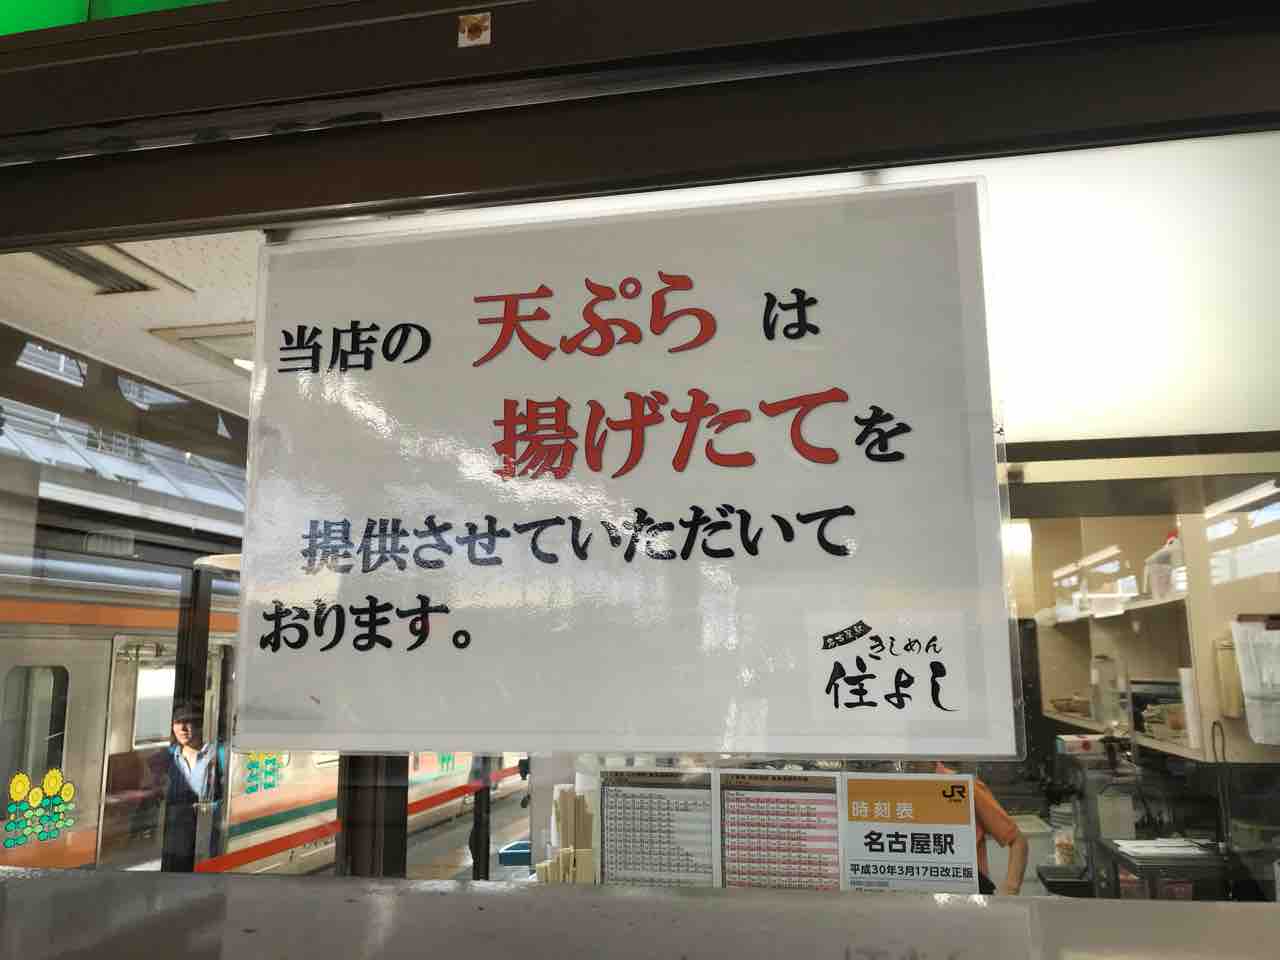 当店の 天ぷら は
揚げたてを
提供させていただいて
おります。
名古屋駅
きしめん
住よし
JR
時刻表
名古屋駅
平成30年3月17日改正版